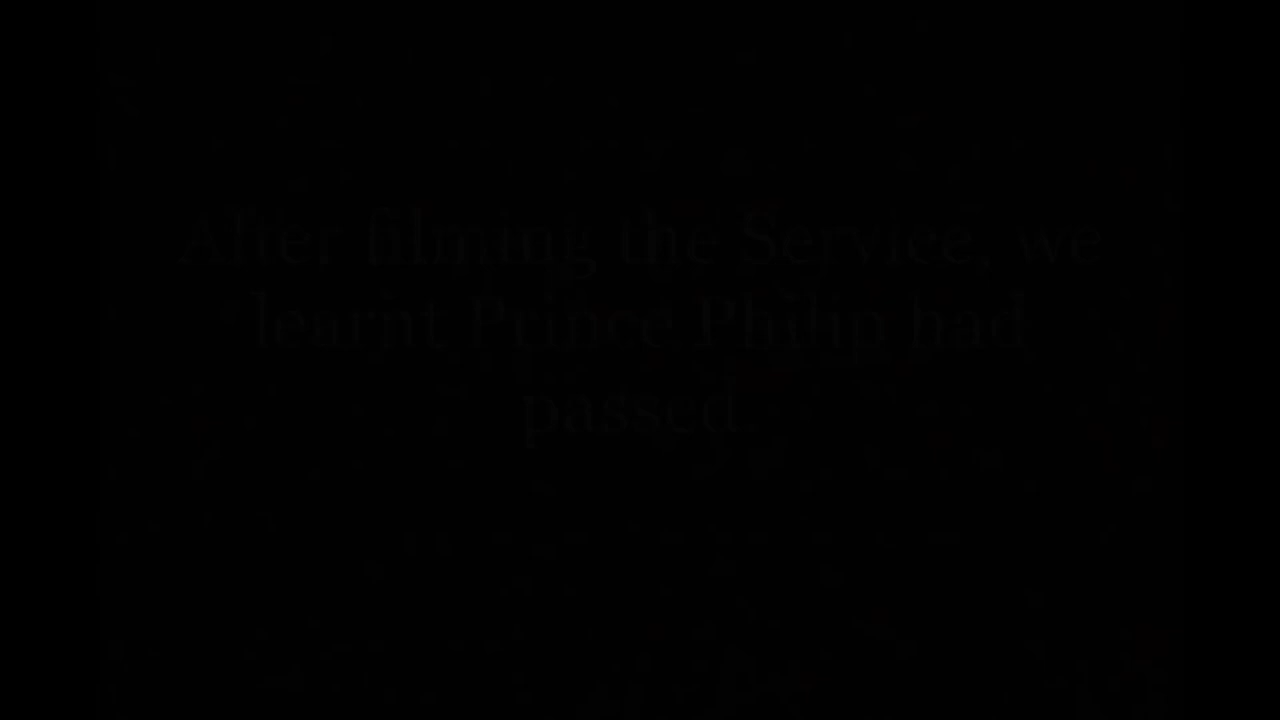 After filming the Service, we
learnt Prince Philip had
passed.